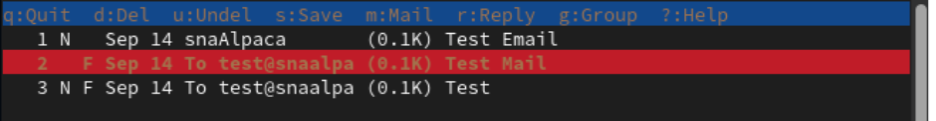 q:Quit  d:Del  u:Undel  s:Save  m:Mail  r:Reply  g:Group  ?:Help
1 N   Sep 14 snaAlpaca      (0.1K) Test Email
2   F Sep 14 To test@snaalpa (0.1K) Test Mail
3 N F Sep 14 To test@snaalpa (0.1K) Test